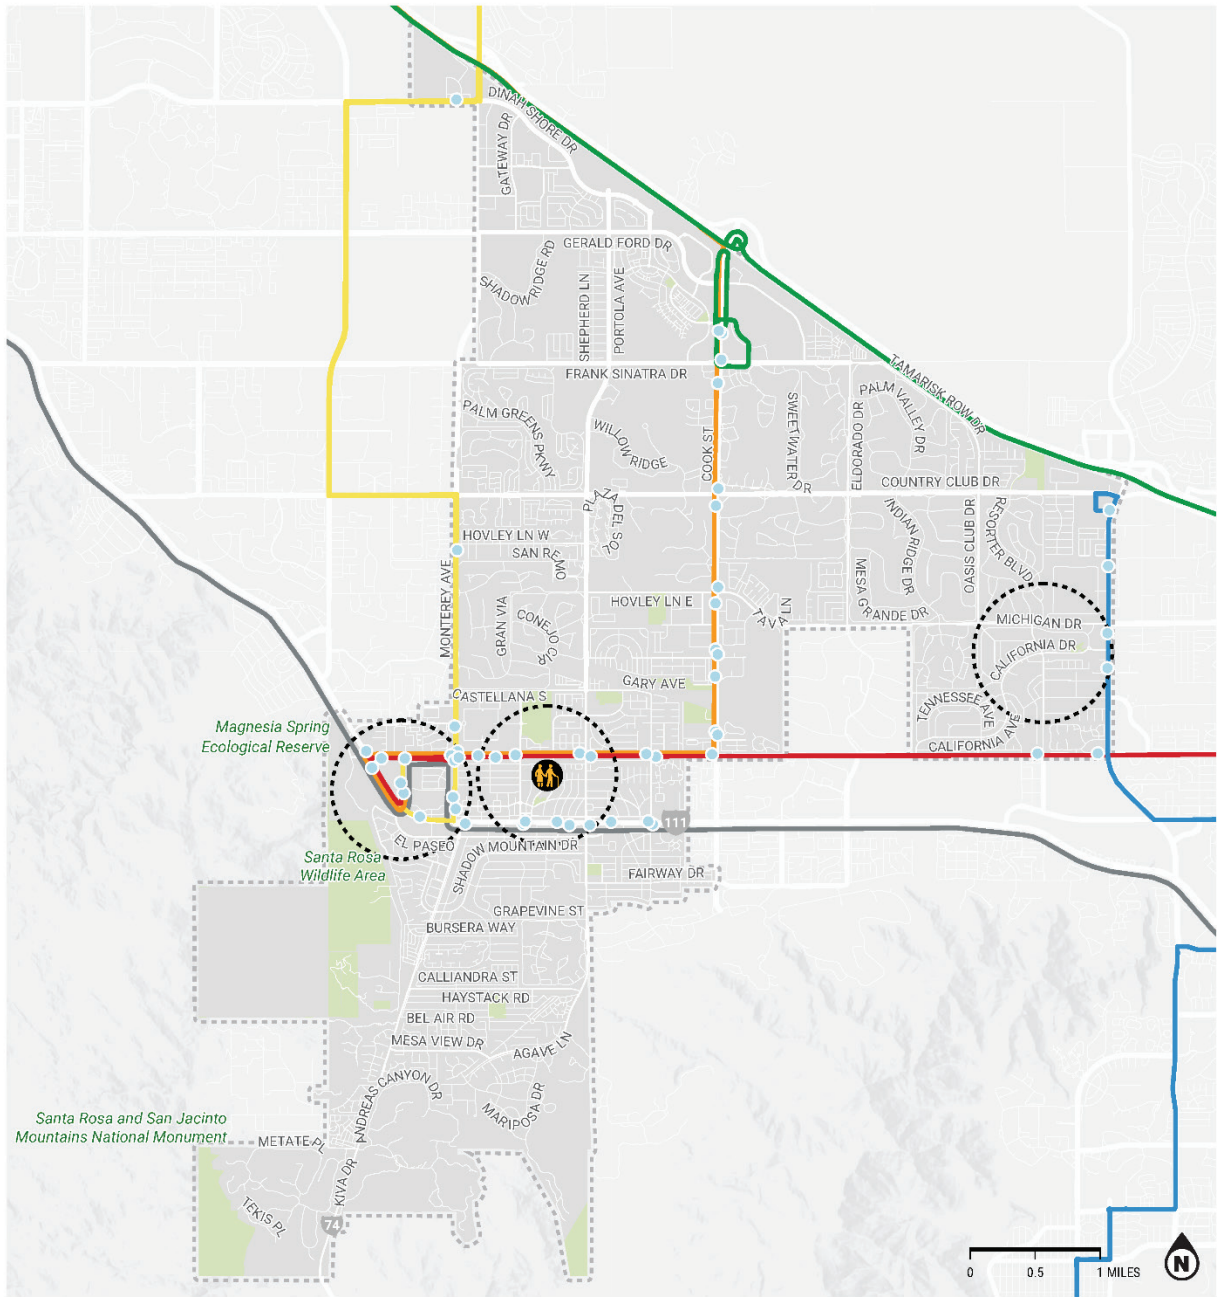 DINAH SHORE DR
GATEWAY DR
GERALD FORD DR
SHADOW RIDGE RD
SHEPHERD LN
PORTOLA AVE
FRANK SINATRA DR
TAMARISK ROW DR
PALM VALLEY DR
ELDORADO DR
SWEETWATER DR
PALM GREENS PKWY
WILLOW RIDGE
COOK ST
COUNTRY CLUB DR
PLAZA DEL SOL
HOVLEY LN W
SAN REMO
INDIAN RIDGE DR
OASIS CLUB DR
RESORTER BLVD
MONTEREY AVE
GRAN VIA
CONEJO CIR
HOVLEY LN E
TAVA LN
MESA GRANDE DR
MICHIGAN DR
CALIFORNIA DR
GARY AVE
CASTELLANA S
TENNESSEE AVE
CALIFORNIA AVE
Magnesia Spring
Ecological Reserve
111
EL PASEO
SHADOW MOUNTAIN DR
Santa Rosa
Wildlife Area
FAIRWAY DR
GRAPEVINE ST
BURSERA WAY
CALLIANDRA ST
HAYSTACK RD
BEL AIR RD
MESA VIEW DR
AGAVE LN
ANDREAS CANYON DR
MARIPOSA DR
Santa Rosa and San Jacinto
Mountains National Monument
METATE PL
KIVA DR
TEKIS PL
74
0 0.5 1 MILES
N